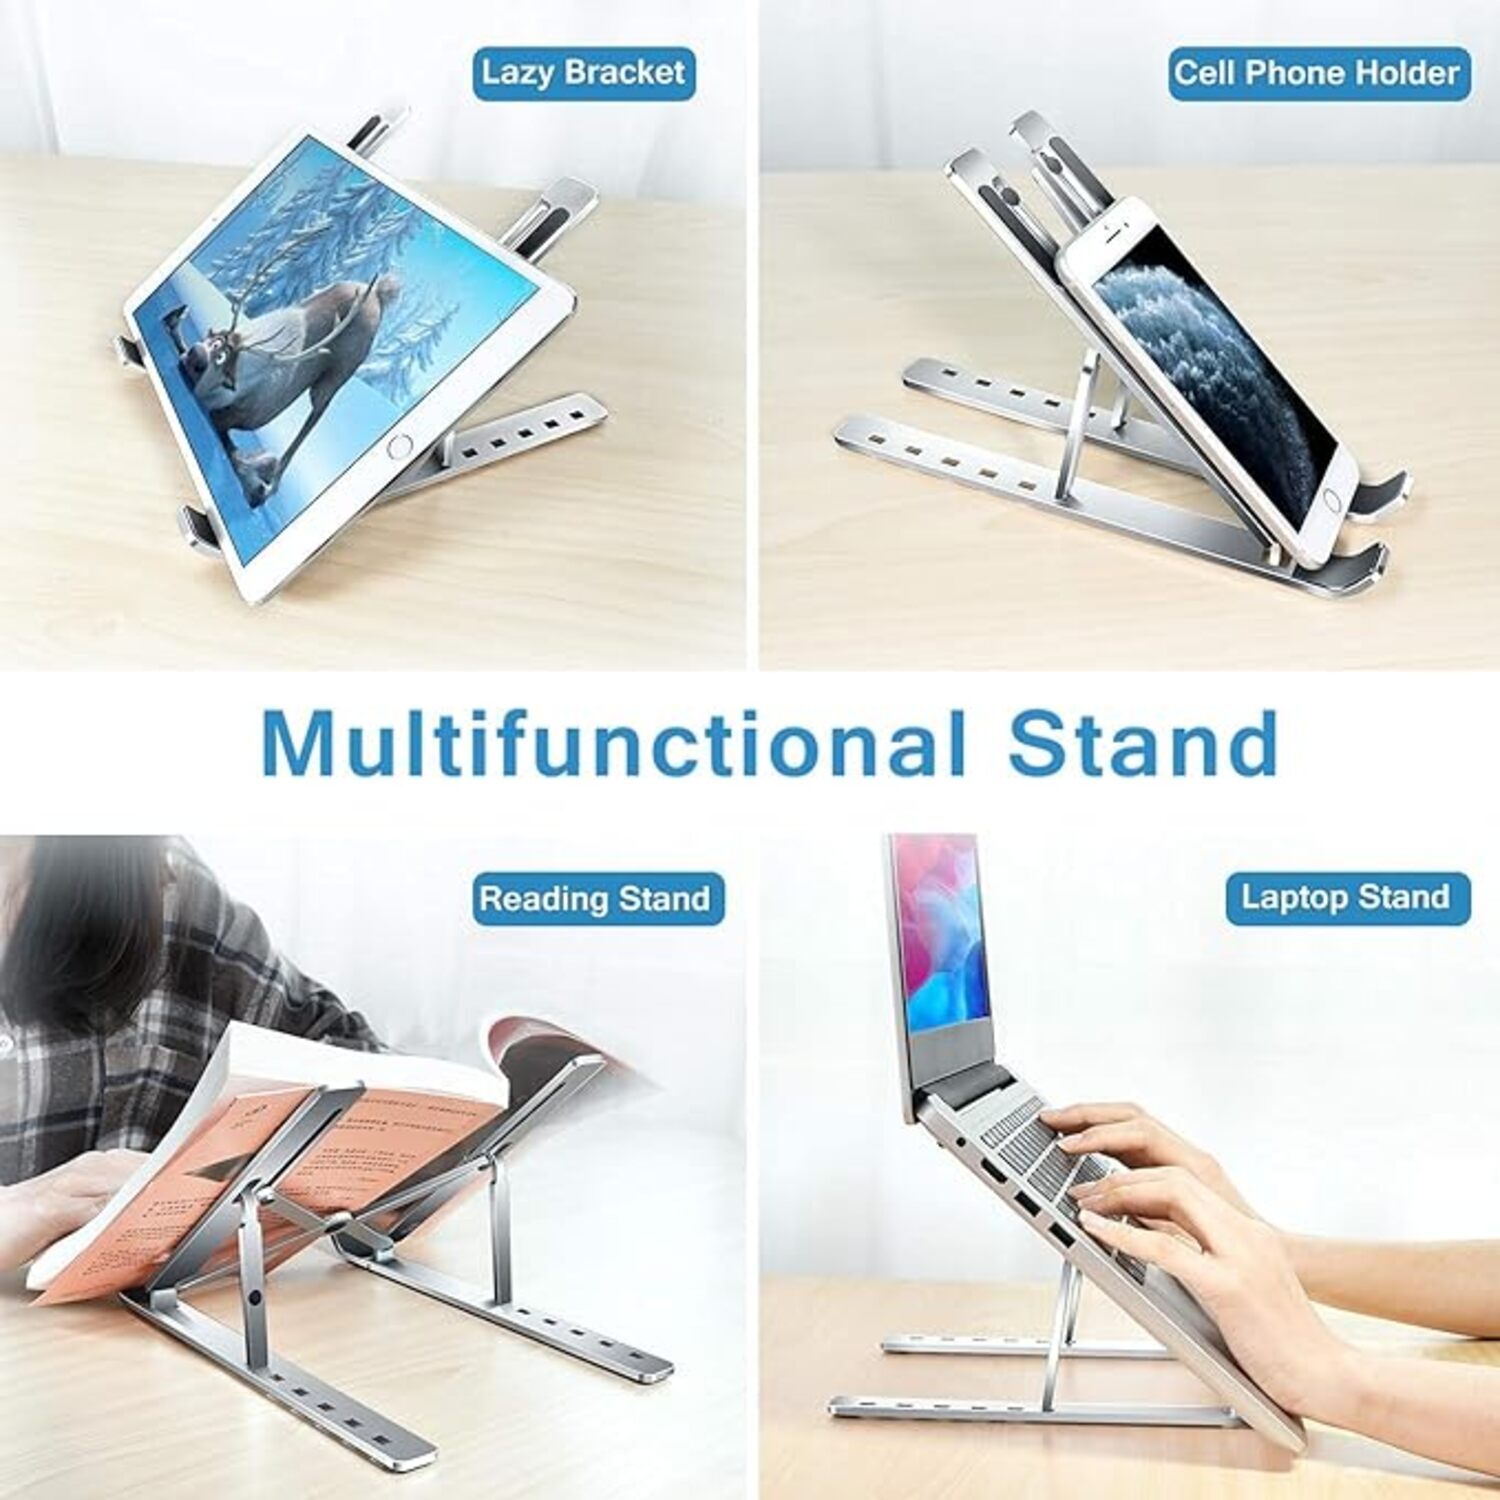 Lazy Bracket
Cell Phone Holder
Multifunctional Stand
Reading Stand
Laptop Stand